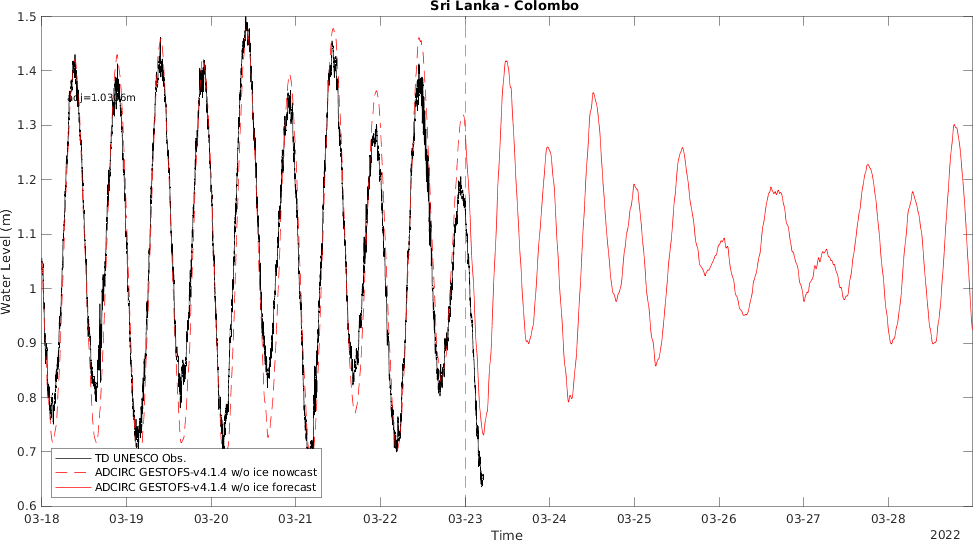 Sri Lanka - Colombo
1.5
1.4
1.3
1.2
1.1
1
0.9
0.8
0.7
0.6
Water Level (m)
TD UNESCO Obs.
ADCIRC GESTOFS-v4.1.4 w/o ice nowcast
ADCIRC GESTOFS-v4.1.4 w/o ice forecast
03-18 03-19 03-20 03-21 03-22 03-23 03-24 03-25 03-26 03-27 03-28
Time
2022